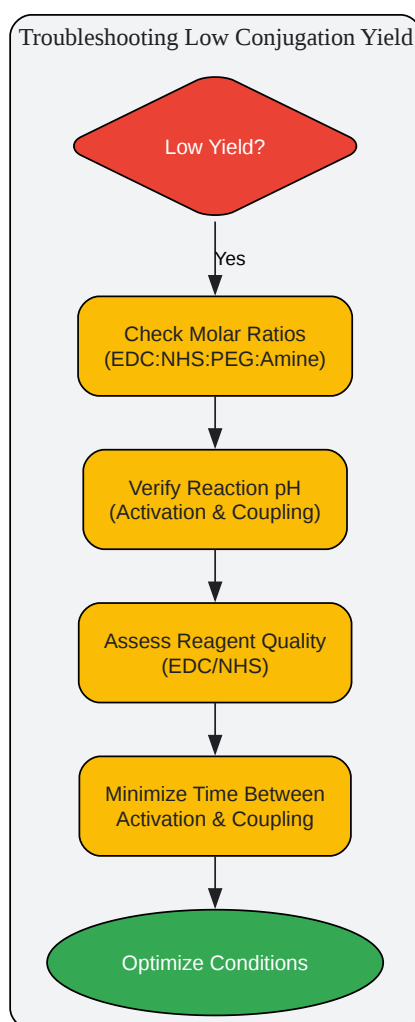 Troubleshooting Low Conjugation Yield
Low Yield?
Yes
Check Molar Ratios
(EDC:NHS:PEG:Amine)
Verify Reaction pH
(Activation & Coupling)
Assess Reagent Quality
(EDC/NHS)
Minimize Time Between
Activation & Coupling
Optimize Conditions